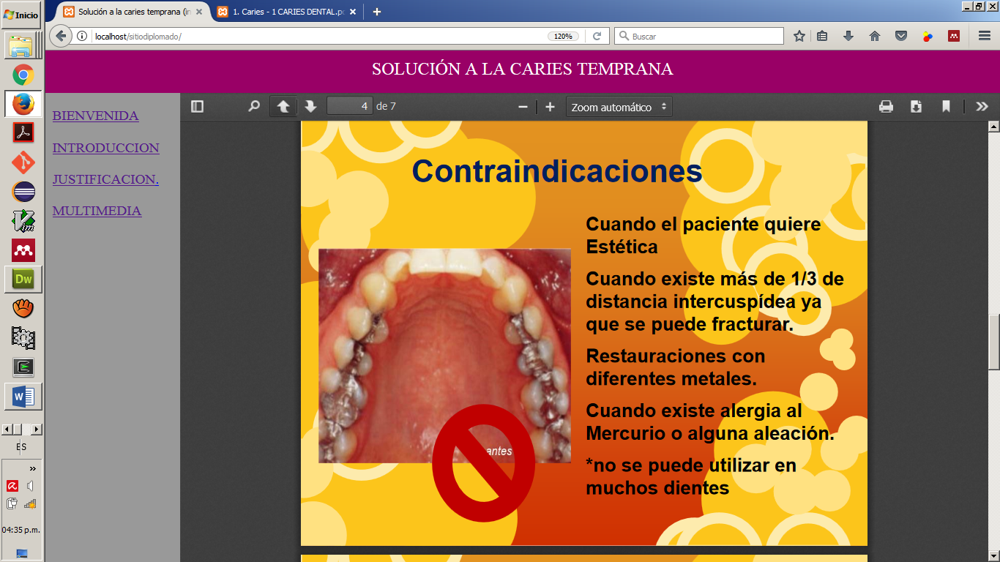 Inicio
Solución a la caries temprana (in
1. Caries - 1 CARIES DENTAL.pd
localhost/sitiodiplomado/
120%
Buscar
SOLUCIÓN A LA CARIES TEMPRANA
BIENVENIDA
INTRODUCCION
JUSTIFICACION.
MULTIMEDIA
4 de 7
Zoom automático
Contraindicaciones
Cuando el paciente quiere
Estética
Cuando existe más de 1/3 de
distancia intercuspídea ya
que se puede fracturar.
Restauraciones con
diferentes metales.
Cuando existe alergia al
Mercurio o alguna aleación.
*no se puede utilizar en
muchos dientes
antes
Dw
W
ES
04:35 p.m.